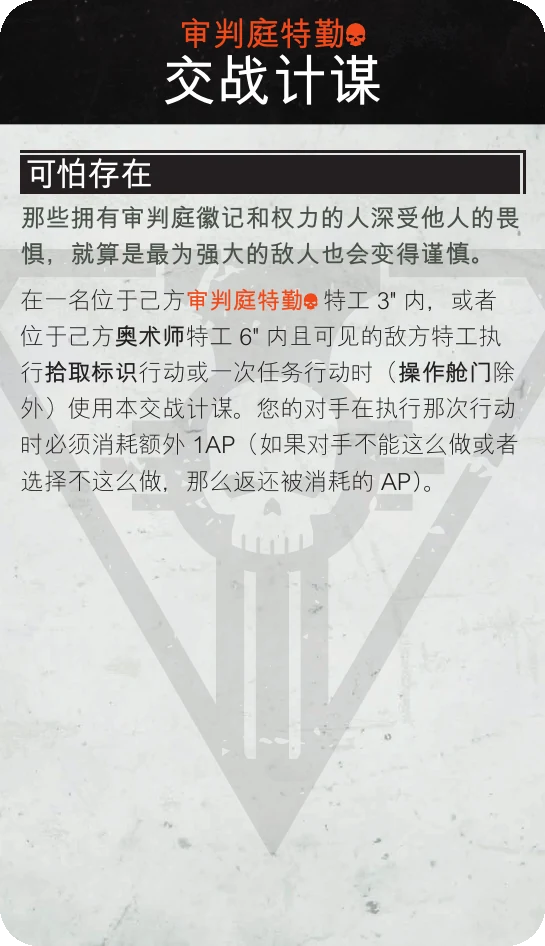 审判庭特勤
交战计谋
可怕存在
那些拥有审判庭徽记和权力的人深受他人的畏
惧，就算是最为强大的敌人也会变得谨慎。
在一名位于己方审判庭特勤 特工 3" 内，或者
位于己方奥术师特工 6" 内且可见的敌方特工执
行拾取标识行动或一次任务行动时（操作舱门除
外）使用本交战计谋。您的对手在执行那次行动
时必须消耗额外 1AP（如果对手不能这么做或者
选择不这么做，那么返还被消耗的 AP）。